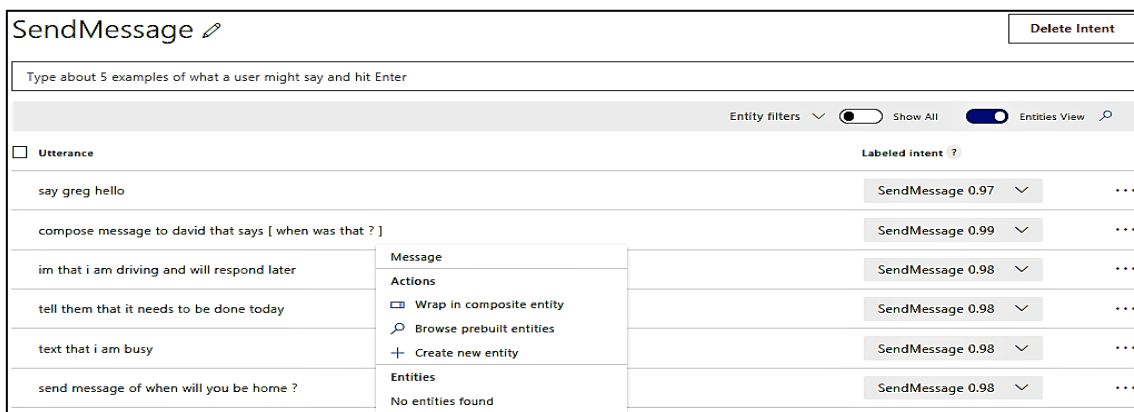 SendMessage
Delete Intent
Type about 5 examples of what a user might say and hit Enter
Entity filters Show All Entities View
Utterance Labeled intent ?
say greg hello SendMessage 0.97 ...
compose message to david that says [ when was that ? ] SendMessage 0.99 ...
Message
im that i am driving and will respond later SendMessage 0.98 ...
Actions
Wrap in composite entity
tell them that it needs to be done today SendMessage 0.98 ...
Browse prebuilt entities
Create new entity
text that i am busy SendMessage 0.98 ...
Entities
send message of when will you be home ? SendMessage 0.98 ...
No entities found